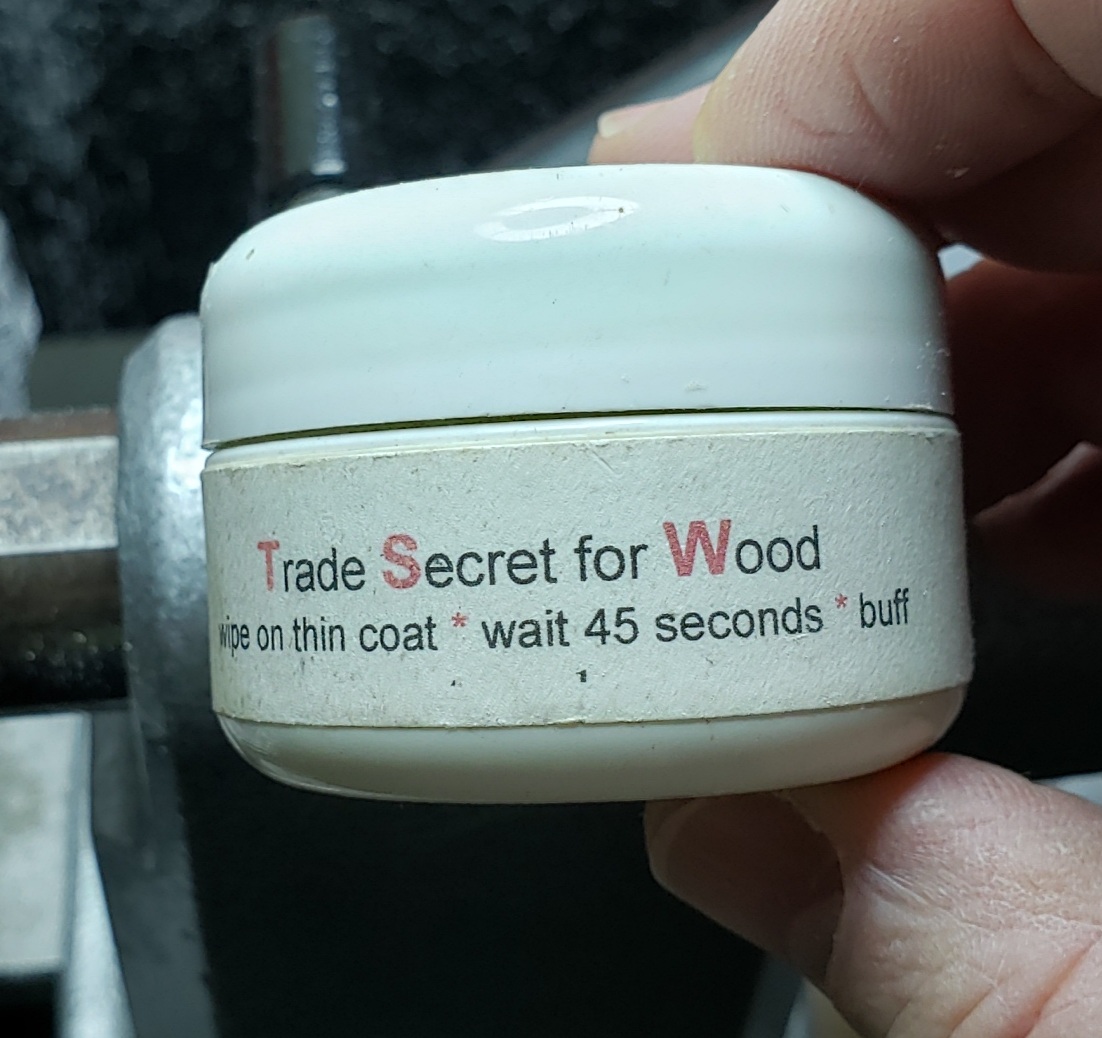 Trade Secret for Wood
wipe on thin coat * wait 45 seconds * buff